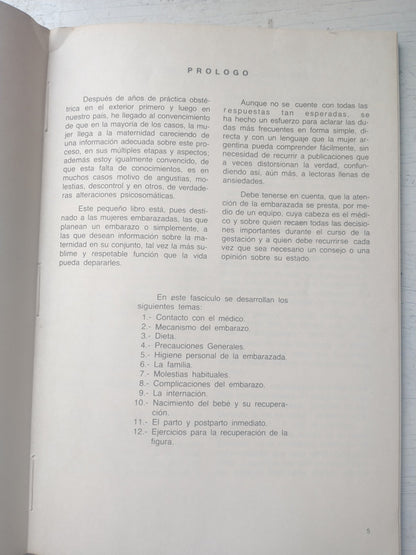 PROLOGO
Después de años de práctica obsté-
trica en el exterior primero y luego en
nuestro país, he llegado al convencimiento
de que en la mayoría de los casos, la mu-
jer llega a la maternidad careciendo de
una información adecuada sobre este pro-
ceso, en sus múltiples etapas y aspectos;
además estoy igualmente convencido, de
que esta falta de conocimientos, es en
muchos casos motivo de angustias, mo-
lestias, descontrol y en otros, de verdade-
ras alteraciones psicosomáticas.
Este pequeño libro está, pues desti-
nado a las mujeres embarazadas, las que
planean un embarazo o simplemente, a
las que desean información sobre la ma-
ternidad en su conjunto, tal vez la más su-
blime y respetable función que la vida
pueda depararles.
Aunque no se cuente con todas las
respuestas tan esperadas, se
ha hecho un esfuerzo para aclarar las du-
das más frecuentes en forma simple, di-
recta y con un lenguaje que la mujer ar-
gentina pueda comprender fácilmente, sin
necesidad de recurrir a publicaciones que
a veces distorsionan la verdad, confun-
diendo así, aún más, a lectoras llenas de
ansiedades.
Debe tenerse en cuenta, que la aten-
ción de la embarazada se presta, por me-
dio de un equipo, cuya cabeza es el médi-
co y sobre quien recaen todas las decisio-
nes importantes durante el curso de la
gestación y a quien debe recurrirse cada
vez que sea necesario un consejo o una
opinión sobre su estado
En este fascículo se desarrollan los
siguientes temas:
1.- Contacto con el médico.
2.- Mecanismo del embarazo.
3.- Dieta.
4.- Precauciones Generales.
5.- Higiene personal de la embarazada.
6.- La familia.
7.- Molestias habituales.
8.- Complicaciones del embarazo.
9.- La internación.
10.- Nacimiento del bebe y su recupera-
ción.
11.- El parto y postparto inmediato.
12.- Ejercicios para la recuperación de la
figura.
5